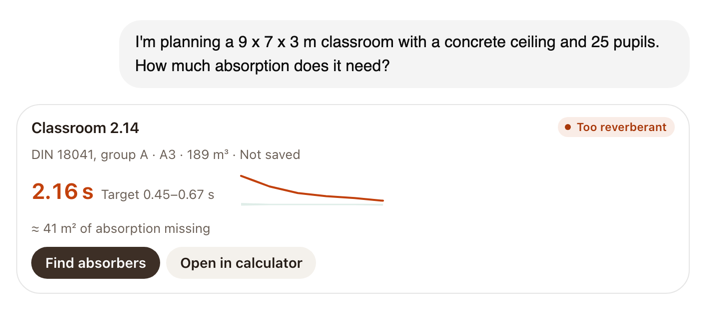 I'm planning a 9 x 7 x 3 m classroom with a concrete ceiling and 25 pupils.
How much absorption does it need?
Classroom 2.14
Too reverberant
DIN 18041, group A · A3 · 189 m³ · Not saved
2.16 s Target 0.45–0.67 s
≈ 41 m² of absorption missing
Find absorbers
Open in calculator